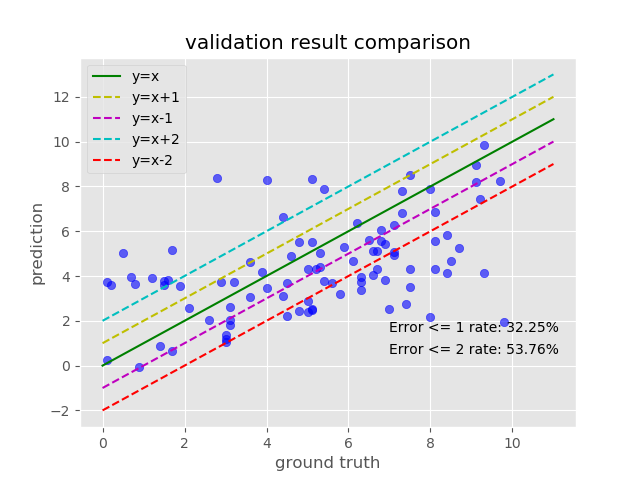 validation result comparison
y=x
y=x+1
y=x-1
y=x+2
y=x-2
12
10
8
6
4
2
0
−2
prediction
Error <= 1 rate: 32.25%
Error <= 2 rate: 53.76%
0
2
4
6
8
10
ground truth